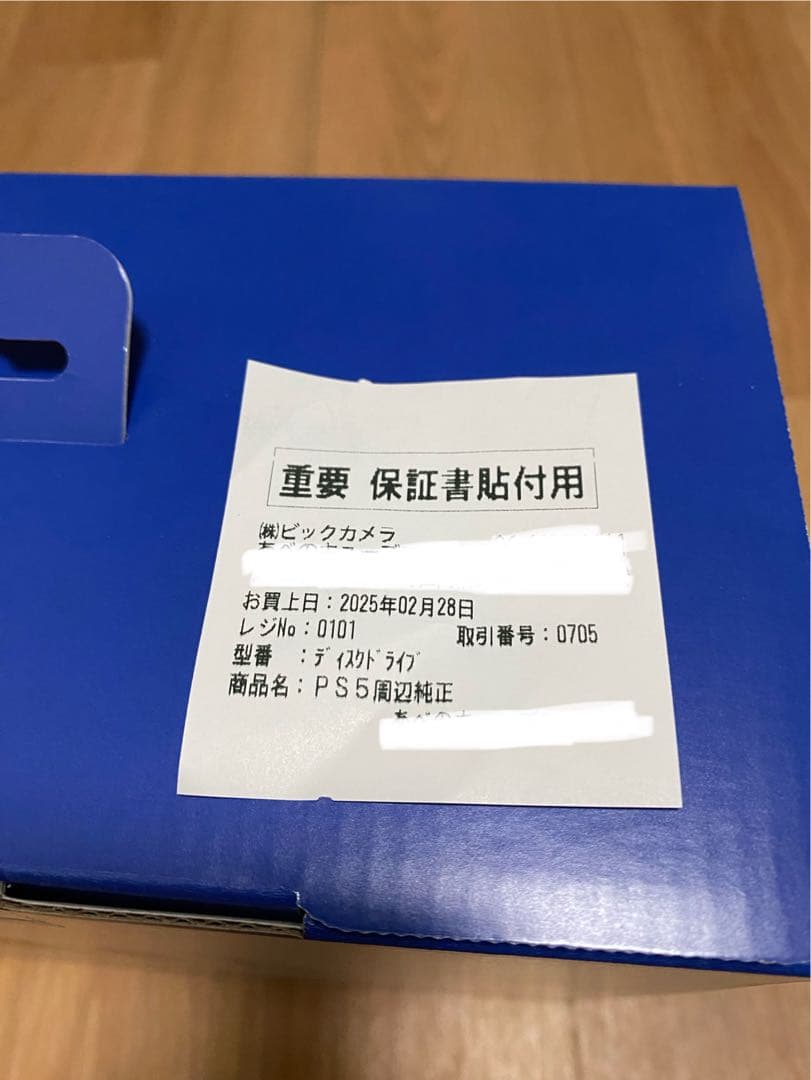 重要 保証書貼付用
㈱ビックカメラ
お買上日：2025年02月28日
レジNo：0101 取引番号：0705
型番 ：ﾃﾞｨｽｸﾄﾞﾗｲﾌﾞ
商品名：ＰＳ５周辺純正